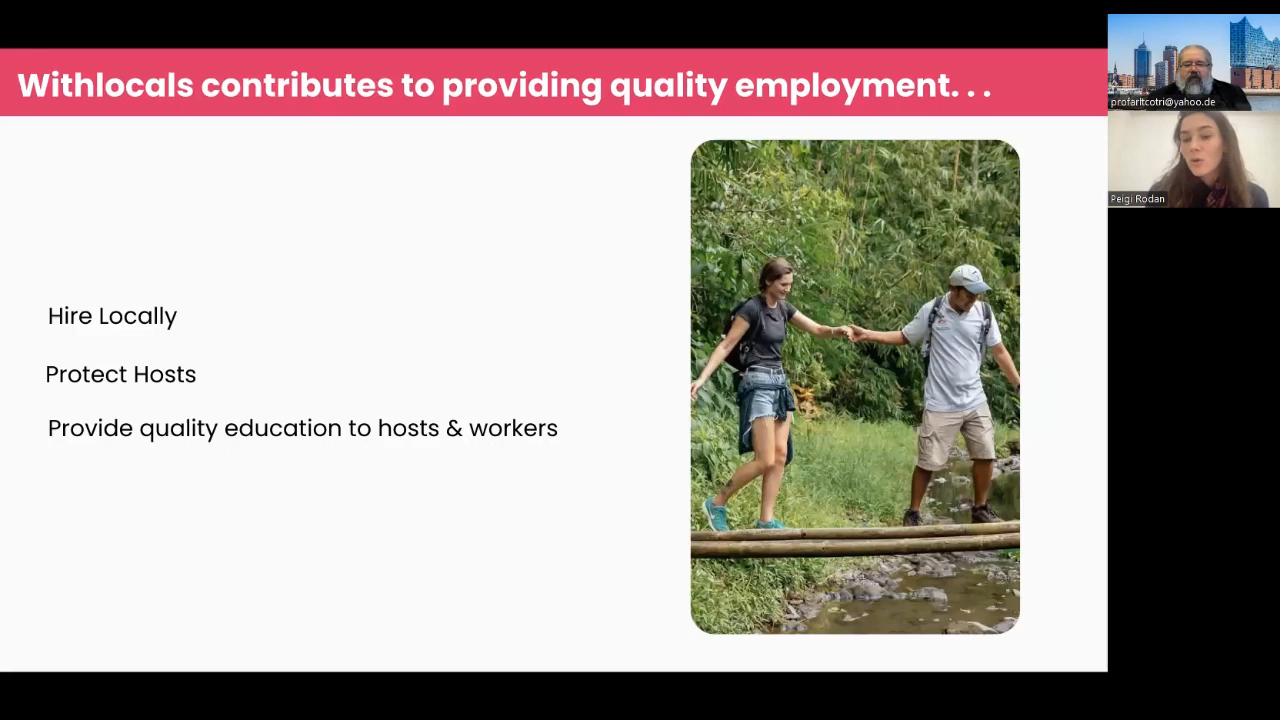 Withlocals contributes to providing quality employment. . .
Hire Locally
Protect Hosts
Provide quality education to hosts & workers
profarltcotri@yahoo.de
Peigi Rodan